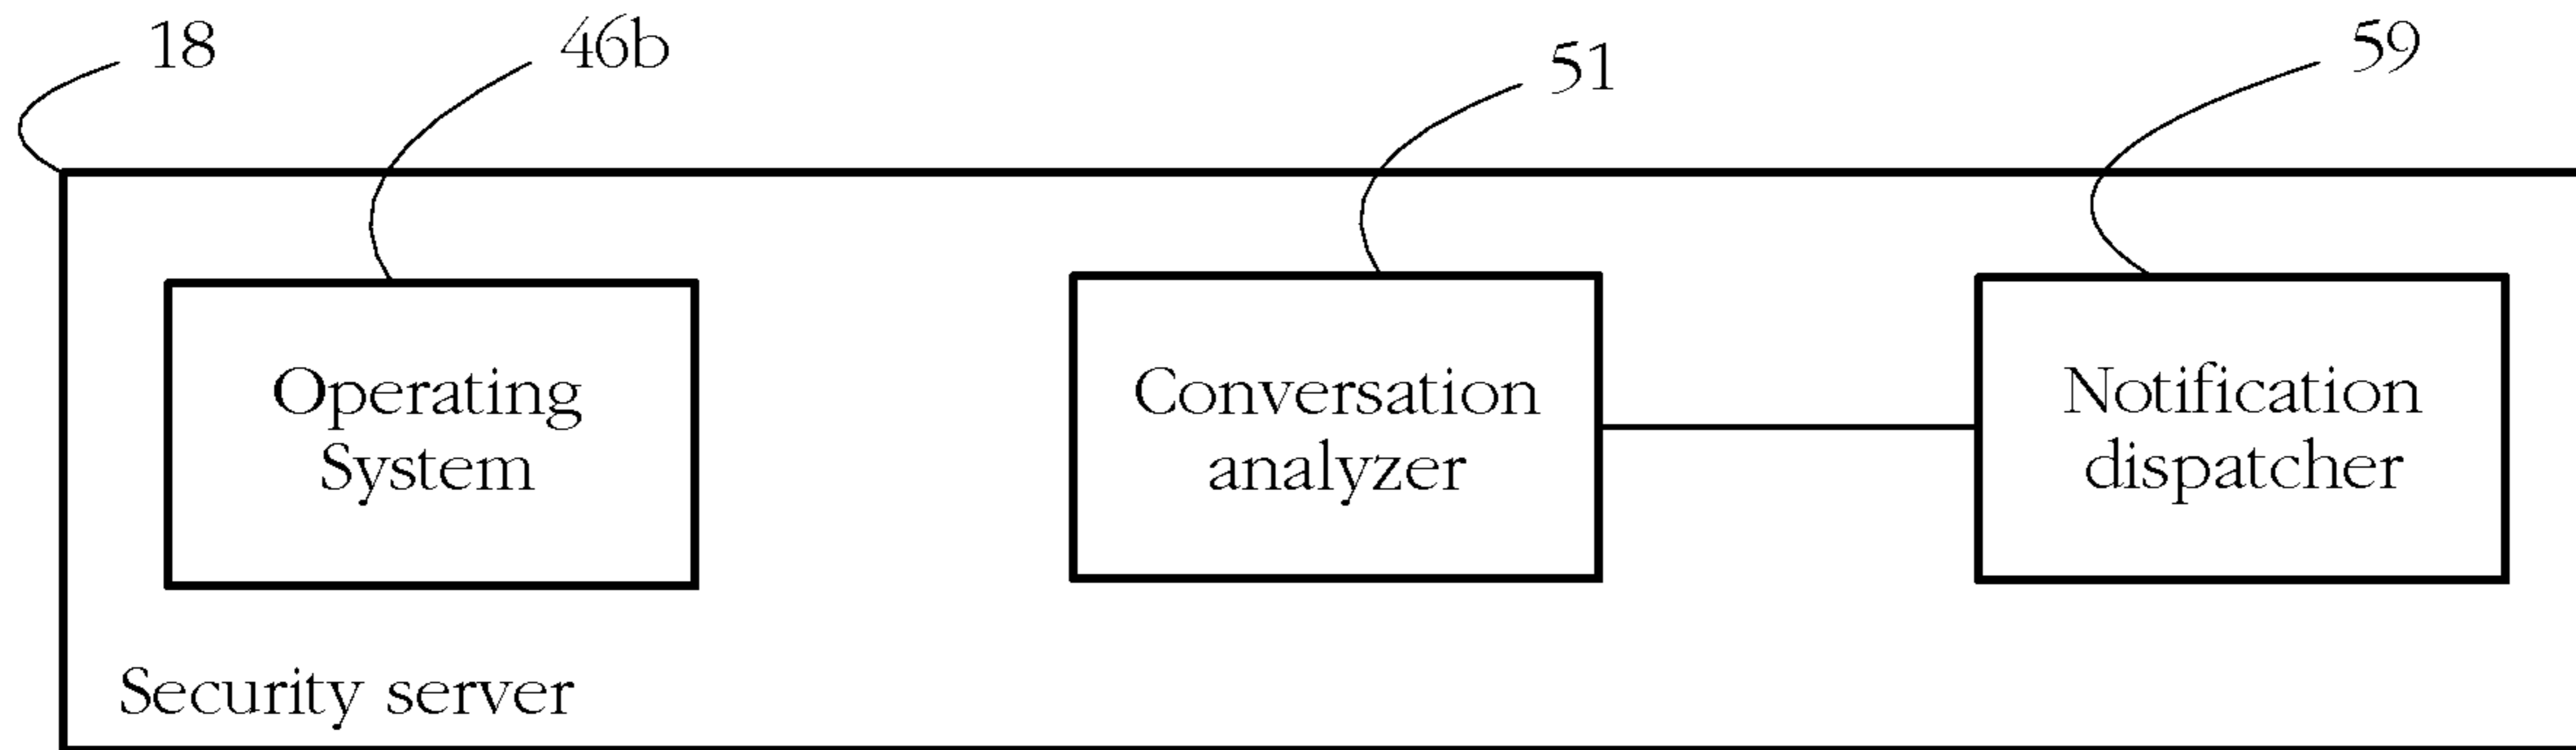 18
46b
51
59
Operating
System
Conversation
analyzer
Notification
dispatcher
Security server